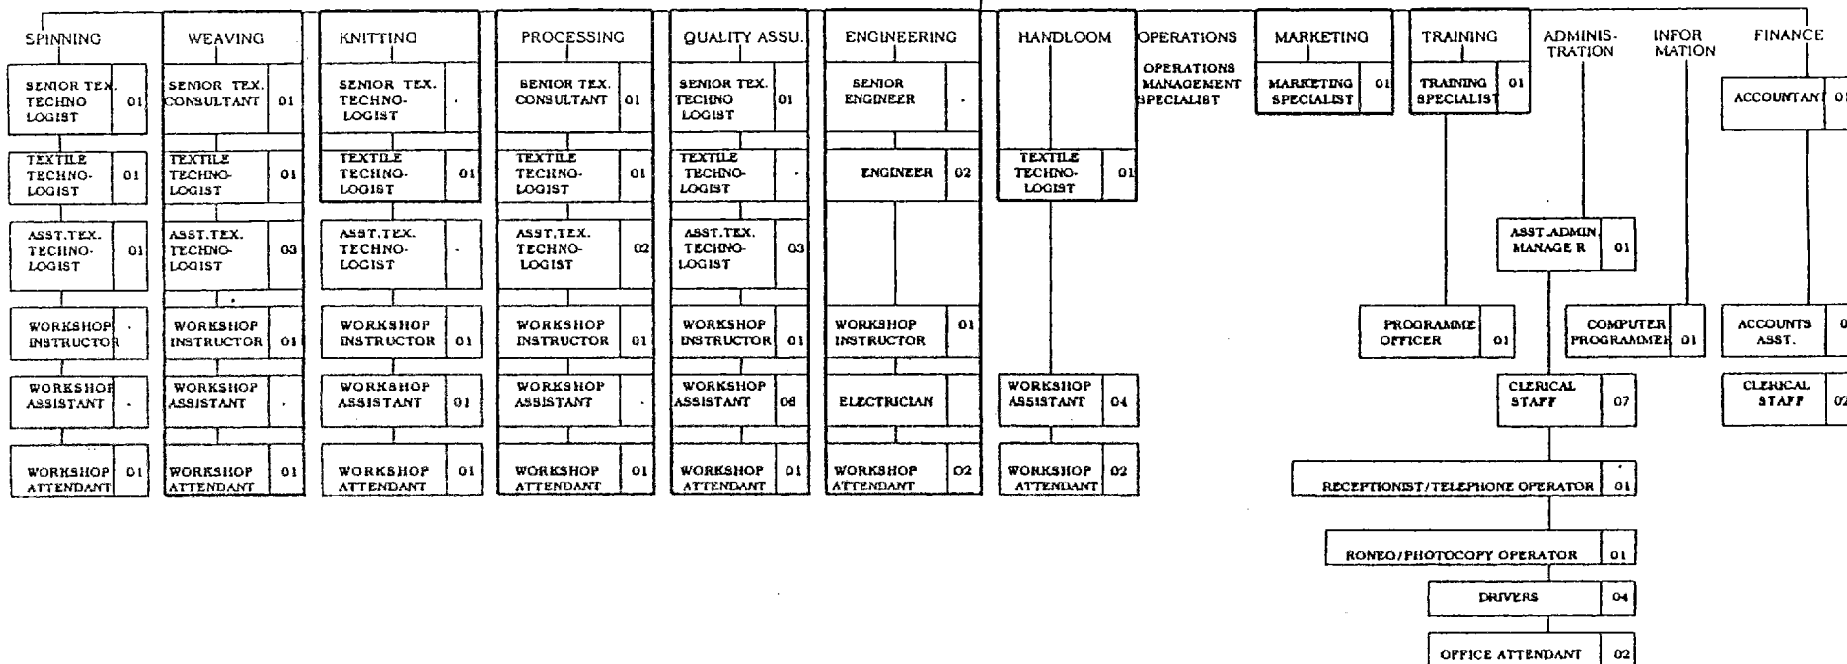 SPINNING
SENIOR TEX.
TECHNO
LOGIST 01
TEXTILE
TECHNO-
LOGIST 01
ASST.TEX.
TECHNO-
LOGIST 01
WORKSHOP
INSTRUCTOR -
WORKSHOP
ASSISTANT -
WORKSHOP
ATTENDANT 01
WEAVING
SENIOR TEX.
CONSULTANT 01
TEXTILE
TECHNO-
LOGIST 01
ASST.TEX.
TECHNO-
LOGIST 03
WORKSHOP
INSTRUCTOR 01
WORKSHOP
ASSISTANT -
WORKSHOP
ATTENDANT 01
KNITTING
SENIOR TEX.
TECHNO-
LOGIST -
TEXTILE
TECHNO-
LOGIST 01
ASST.TEX.
TECHNO-
LOGIST -
WORKSHOP
INSTRUCTOR 01
WORKSHOP
ASSISTANT 01
WORKSHOP
ATTENDANT 01
PROCESSING
SENIOR TEX.
CONSULTANT 01
TEXTILE
TECHNO-
LOGIST 01
ASST.TEX.
TECHNO-
LOGIST 02
WORKSHOP
INSTRUCTOR 01
WORKSHOP
ASSISTANT -
WORKSHOP
ATTENDANT 01
QUALITY ASSU.
SENIOR TEX.
TECHNO
LOGIST 01
TEXTILE
TECHNO-
LOGIST -
ASST.TEX.
TECHNO-
LOGIST 03
WORKSHOP
INSTRUCTOR 01
WORKSHOP
ASSISTANT 06
WORKSHOP
ATTENDANT 01
ENGINEERING
SENIOR
ENGINEER -
ENGINEER 02
WORKSHOP
INSTRUCTOR 01
ELECTRICIAN
WORKSHOP
ATTENDANT 02
HANDLOOM
TEXTILE
TECHNO-
LOGIST 01
WORKSHOP
ASSISTANT 04
WORKSHOP
ATTENDANT 02
OPERATIONS
OPERATIONS
MANAGEMENT
SPECIALIST
MARKETING
MARKETING
SPECIALIST 01
TRAINING
TRAINING
SPECIALIST 01
PROGRAMME
OFFICER 01
ADMINIS-
TRATION
ASST.ADMIN.
MANAGER 01
CLERICAL
STAFF 07
RECEPTIONIST/TELEPHONE OPERATOR 01
RONEO/PHOTOCOPY OPERATOR 01
DRIVERS 04
OFFICE ATTENDANT 02
INFOR
MATION
COMPUTER
PROGRAMMER 01
FINANCE
ACCOUNTANT
ACCOUNTS
ASST.
CLERICAL
STAFF 02